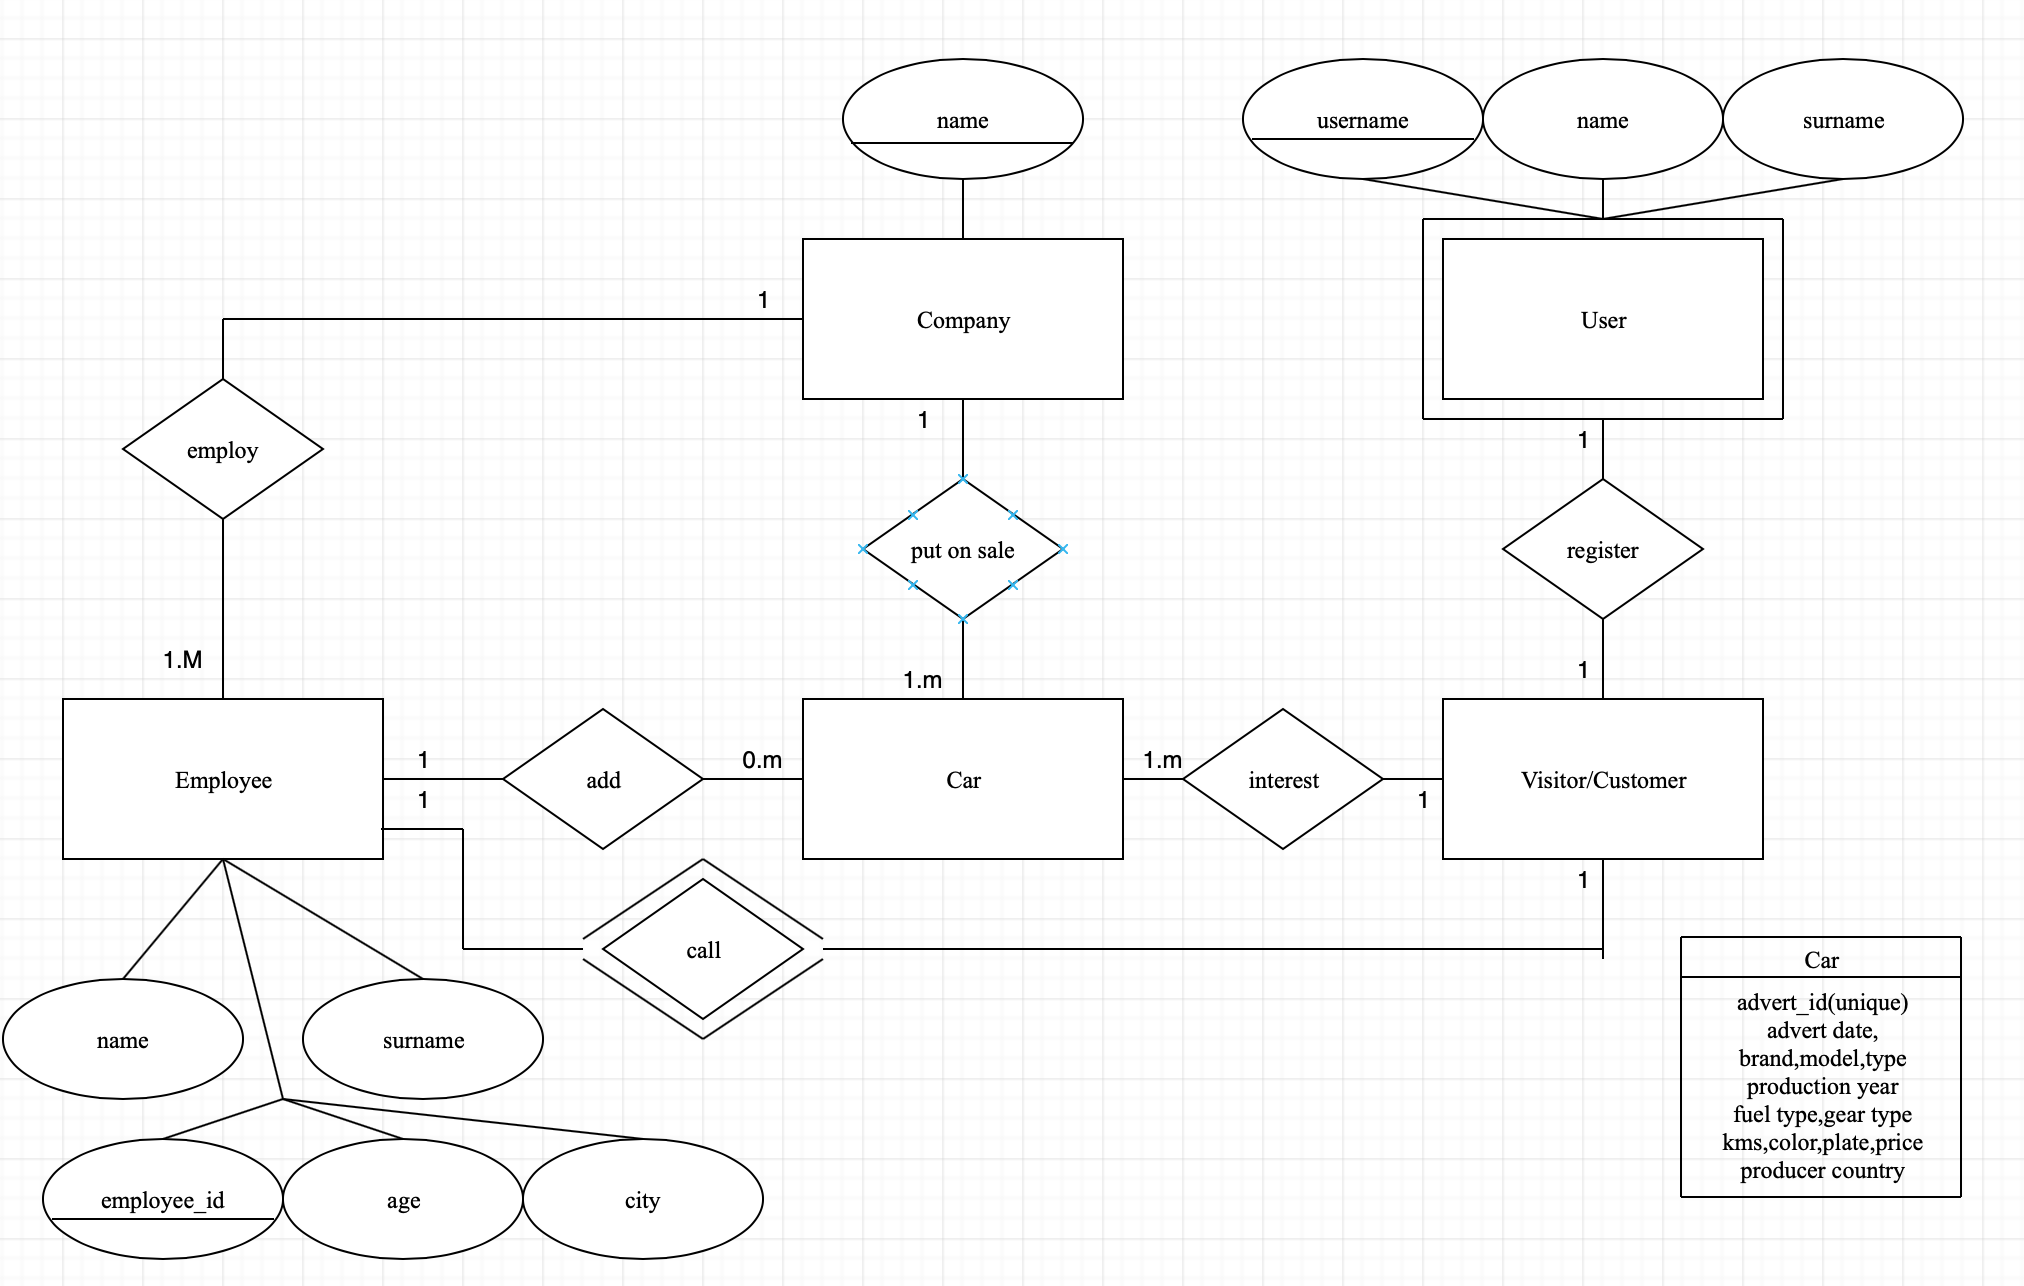 name
username
name
surname
1
Company
User
1
1
employ
put on sale
register
1.M
1.m
1
1
0.m
1.m
Employee
add
Car
interest
Visitor/Customer
1
1
1
call
Car
advert_id(unique)
advert date,
brand,model,type
production year
fuel type,gear type
kms,color,plate,price
producer country
name
surname
employee_id
age
city